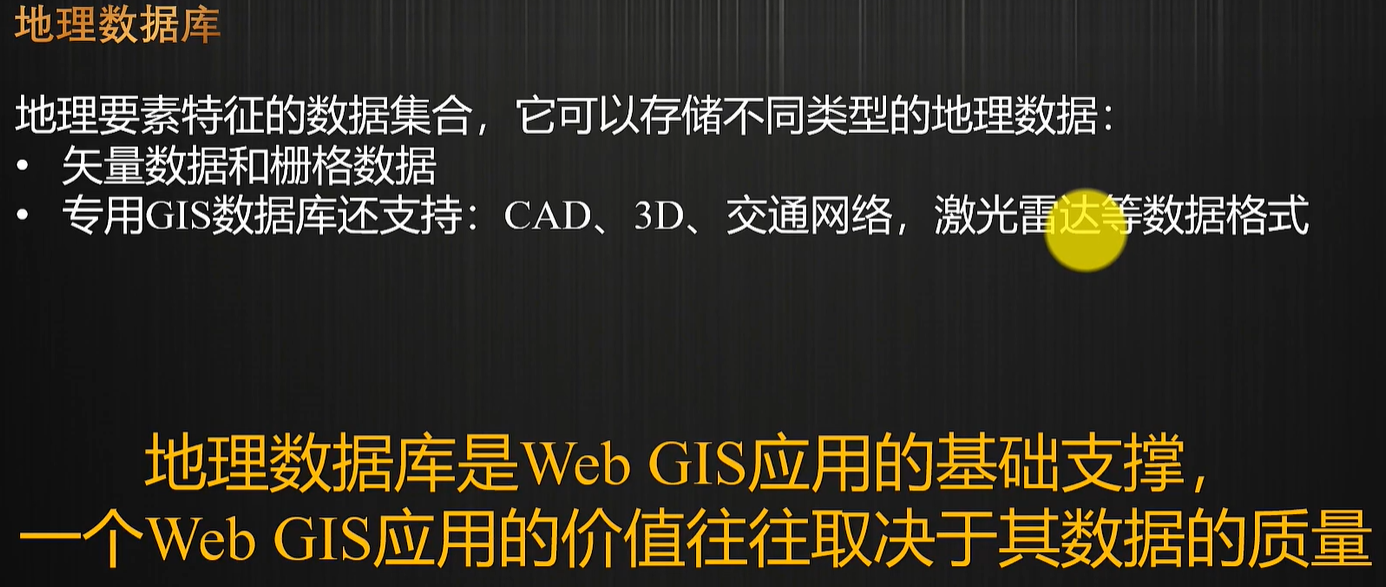 地理数据库
地理要素特征的数据集合，它可以存储不同类型的地理数据：
• 矢量数据和栅格数据
• 专用GIS数据库还支持：CAD、3D、交通网络，激光雷达等数据格式
地理数据库是Web GIS应用的基础支撑，
一个Web GIS应用的价值往往取决于其数据的质量